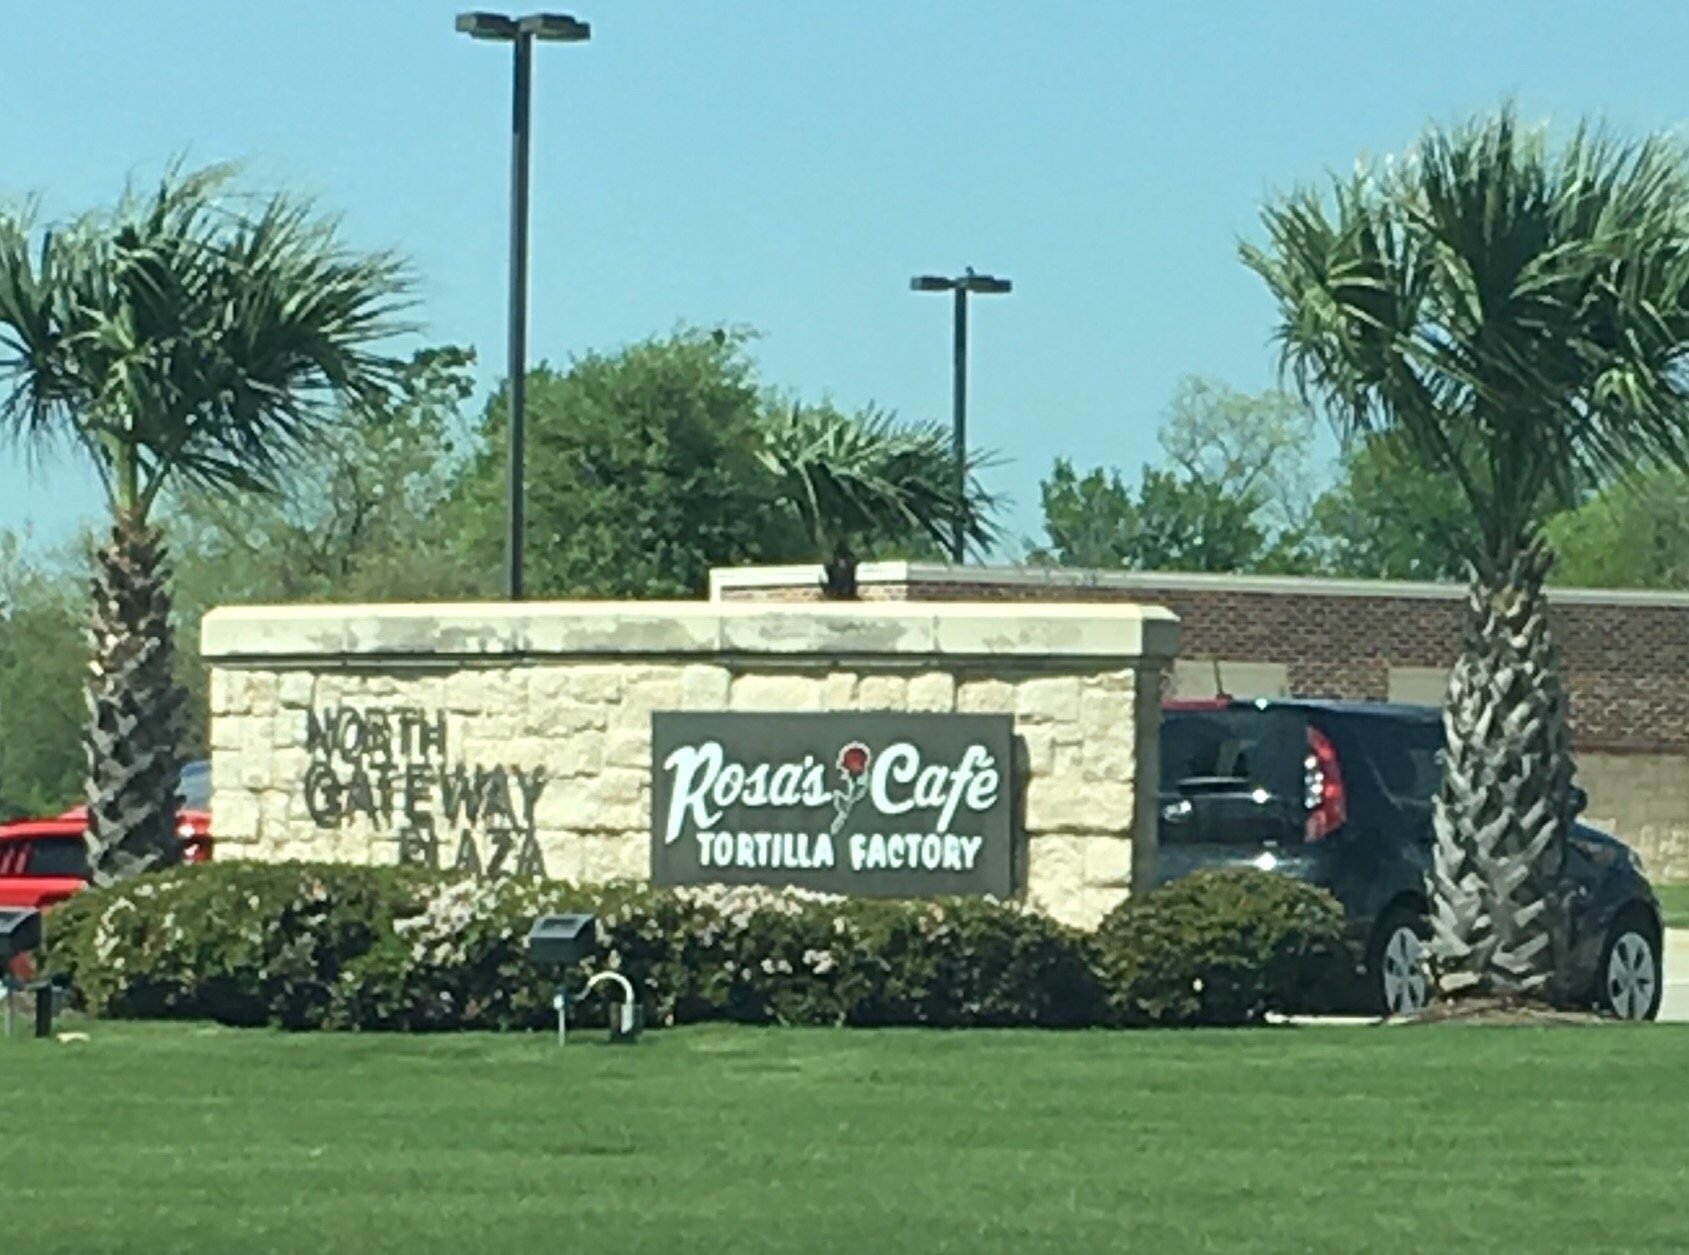 NORTH
GATEWAY
PLAZA
Rosa's Café
TORTILLA FACTORY